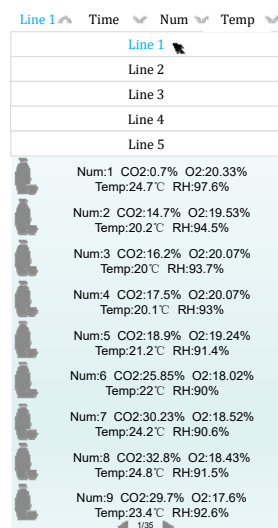 Line 1 Time Num Temp
Line 1
Line 2
Line 3
Line 4
Line 5
Num:1 CO2:0.7% O2:20.33%
Temp:24.7℃ RH:97.6%
Num:2 CO2:14.7% O2:19.53%
Temp:20.2℃ RH:94.5%
Num:3 CO2:16.2% O2:20.07%
Temp:20℃ RH:93.7%
Num:4 CO2:17.5% O2:20.07%
Temp:20.1℃ RH:93%
Num:5 CO2:18.9% O2:19.24%
Temp:21.2℃ RH:91.4%
Num:6 CO2:25.85% O2:18.02%
Temp:22℃ RH:90%
Num:7 CO2:30.23% O2:18.52%
Temp:24.2℃ RH:90.6%
Num:8 CO2:32.8% O2:18.43%
Temp:24.8℃ RH:91.5%
Num:9 CO2:29.7% O2:17.6%
Temp:23.4℃ RH:92.6%
1/35